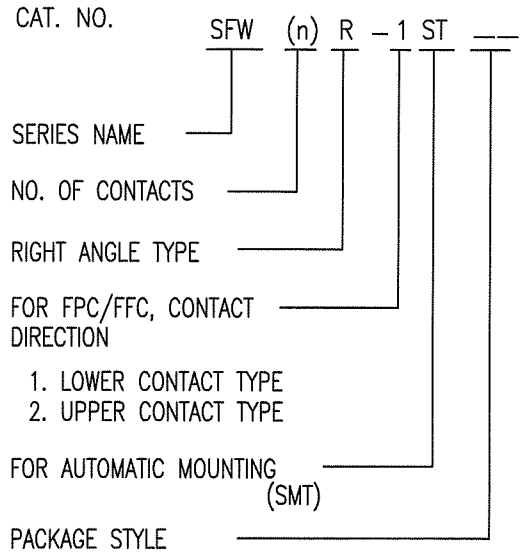 CAT. NO.
SFW (n) R - 1 ST __
SERIES NAME
NO. OF CONTACTS
RIGHT ANGLE TYPE
FOR FPC/FFC, CONTACT
DIRECTION
1. LOWER CONTACT TYPE
2. UPPER CONTACT TYPE
FOR AUTOMATIC MOUNTING
(SMT)
PACKAGE STYLE